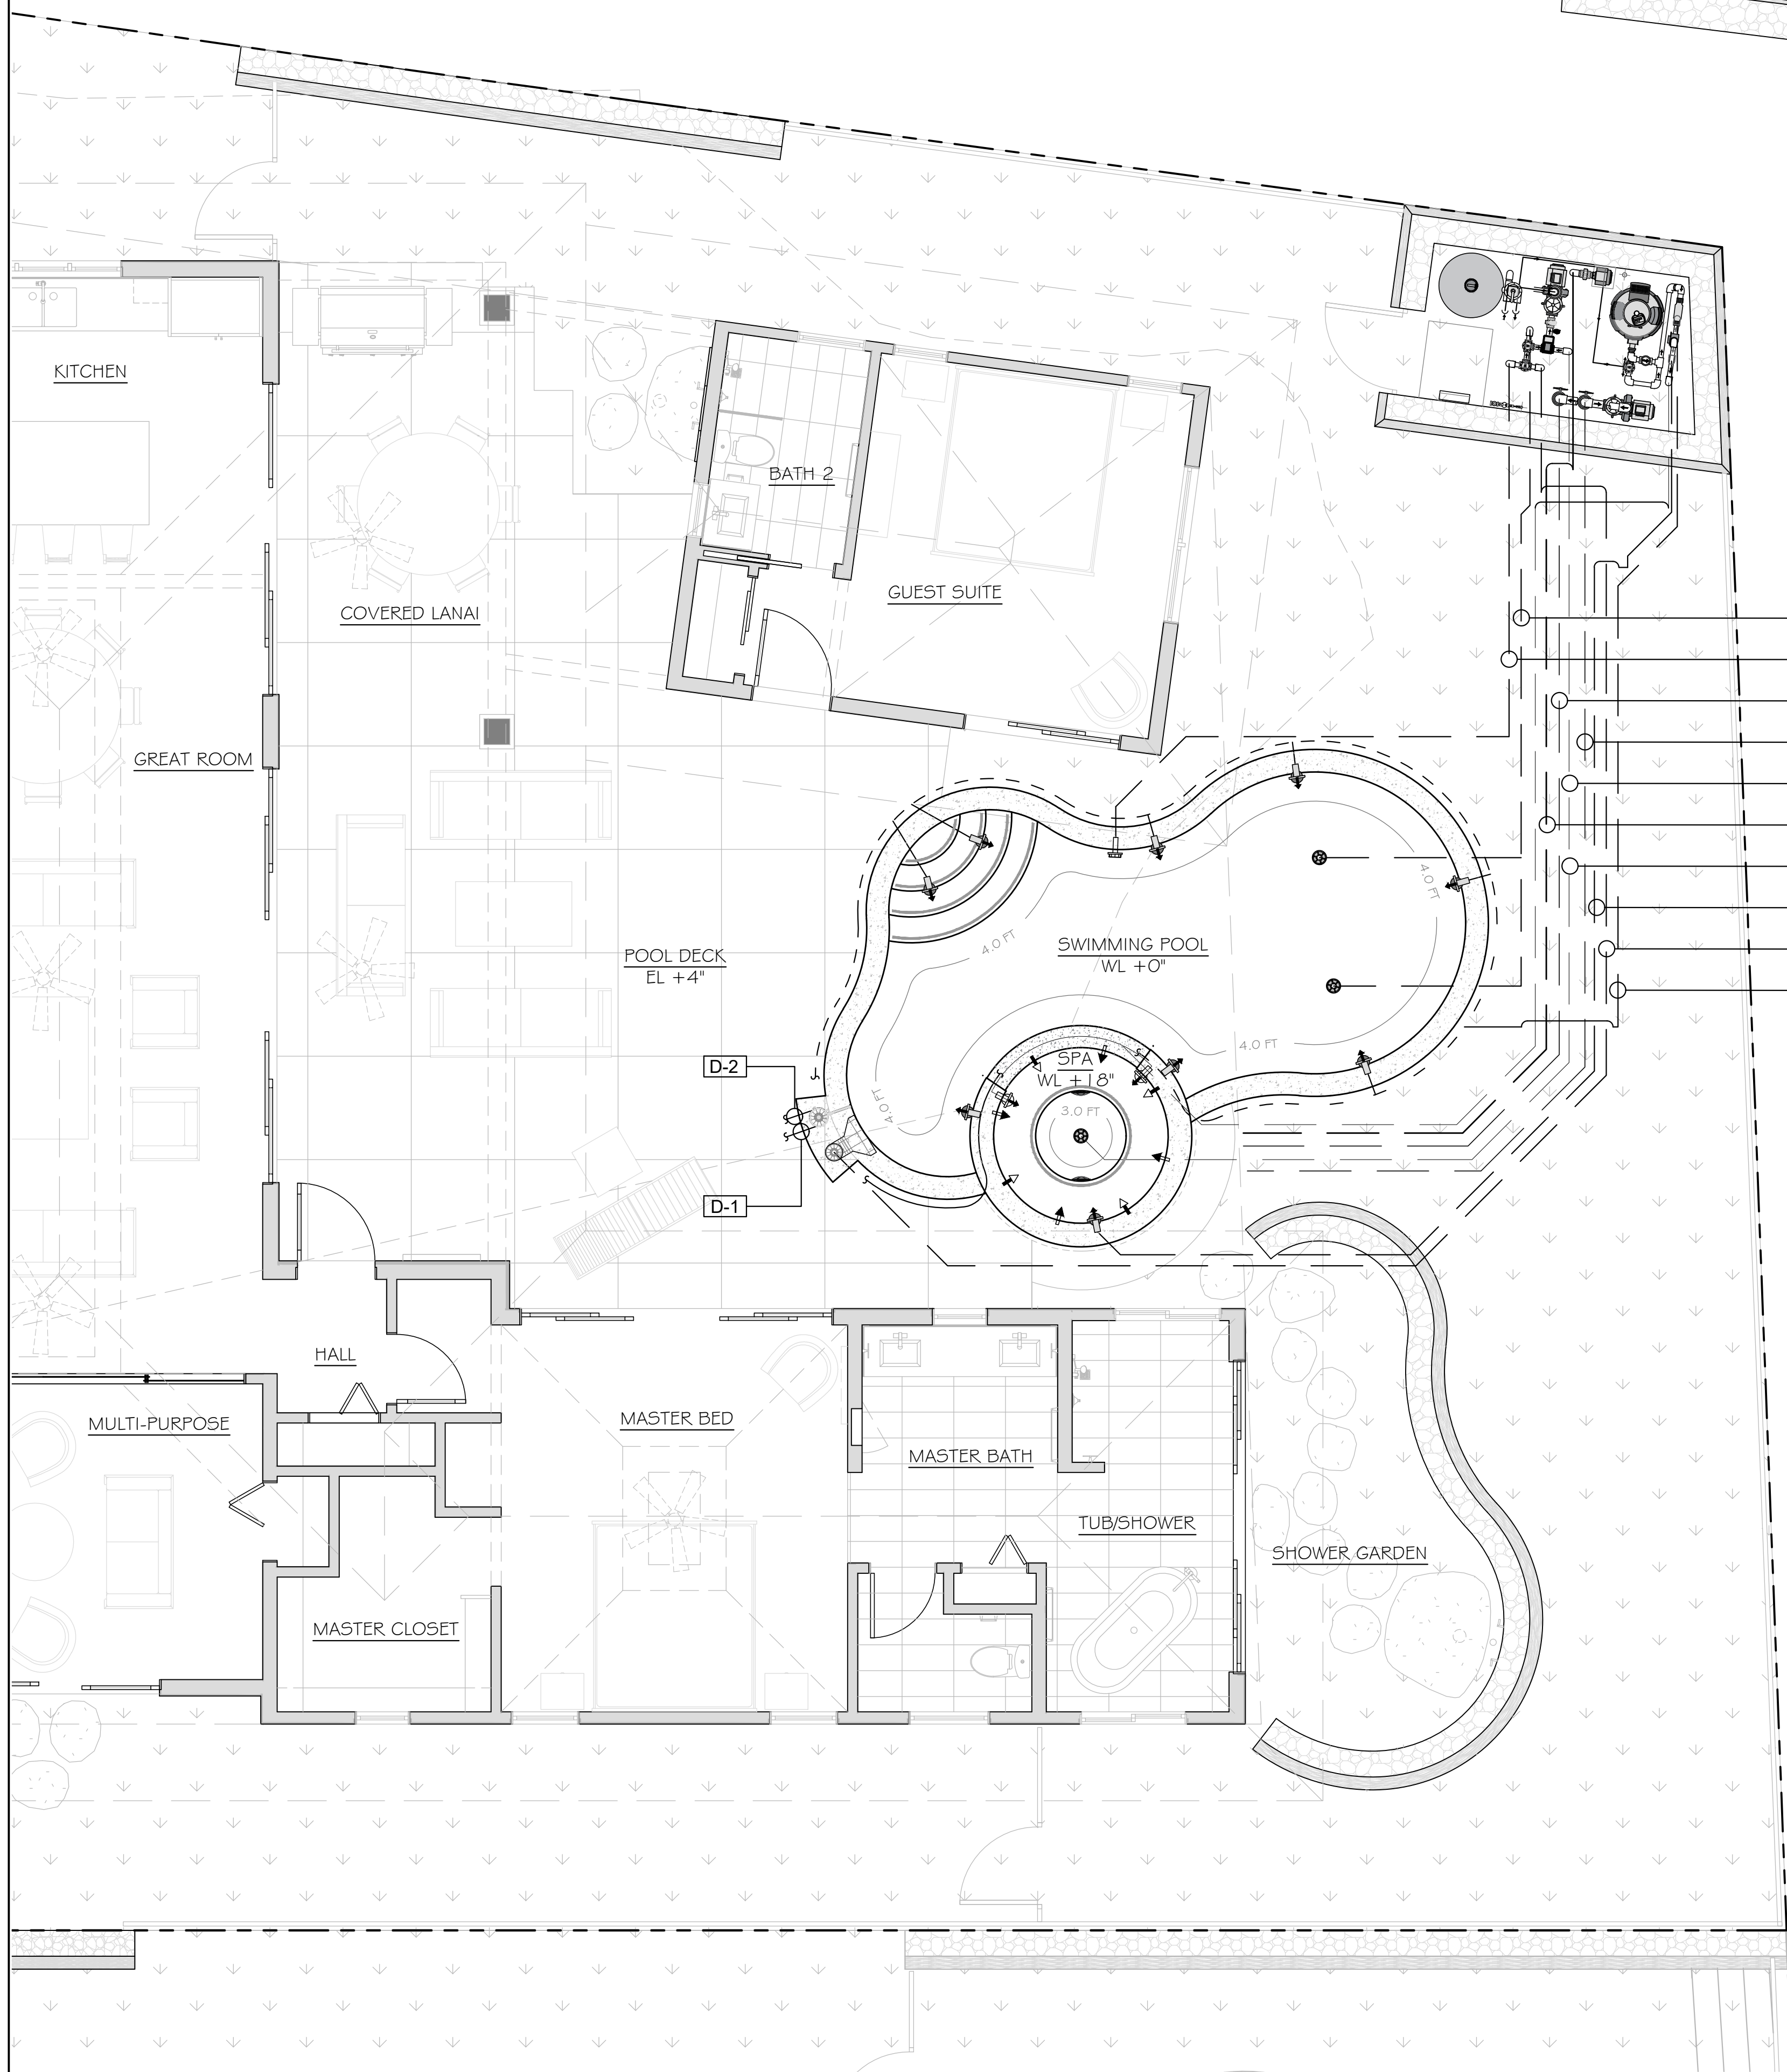 KITCHEN
BATH 2
GUEST SUITE
COVERED LANAI
GREAT ROOM
4.0 FT
4.0 FT
SWIMMING POOL
WL +0"
POOL DECK
EL +4"
4.0 FT
D-2
SPA
WL +18"
3.0 FT
4.0 FT
D-1
HALL
MULTI-PURPOSE
MASTER BED
MASTER BATH
TUB/SHOWER
SHOWER GARDEN
MASTER CLOSET